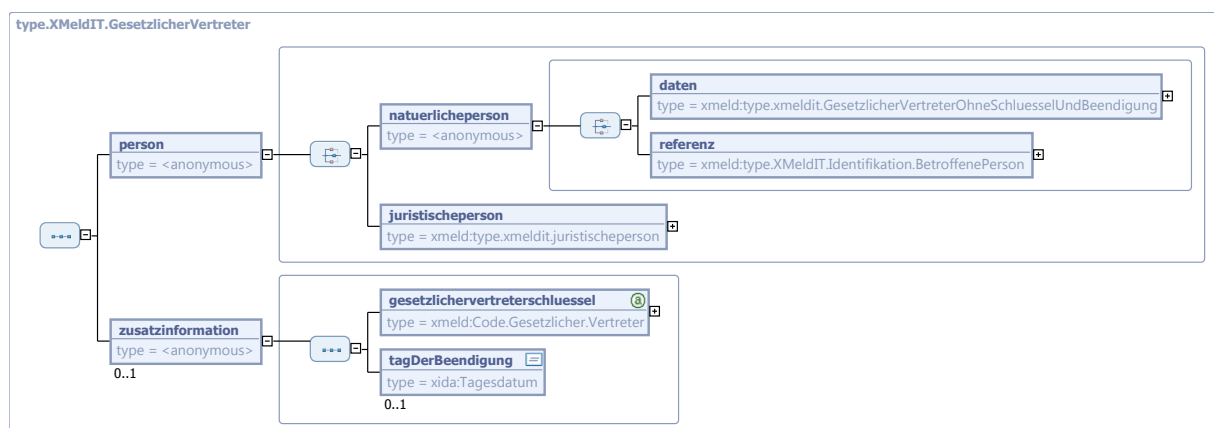 type.XMeldIT.GesetzlicherVertreter
daten
type = xmeld:type.xmeldit.GesetzlicherVertreterOhneSchluesselUndBeendigung
natuerlicheperson
type = <anonymous>
person
type = <anonymous>
referenz
type = xmeld:type.XMeldIT.Identifikation.BetroffenePerson
juristischeperson
type = xmeld:type.xmeldit.juristischeperson
gesetzlichervertreterschluessel a
type = xmeld:Code.Gesetzlicher.Vertreter
zusatzinformation
type = <anonymous>
0..1
tagDerBeendigung
type = xida:Tagesdatum
0..1